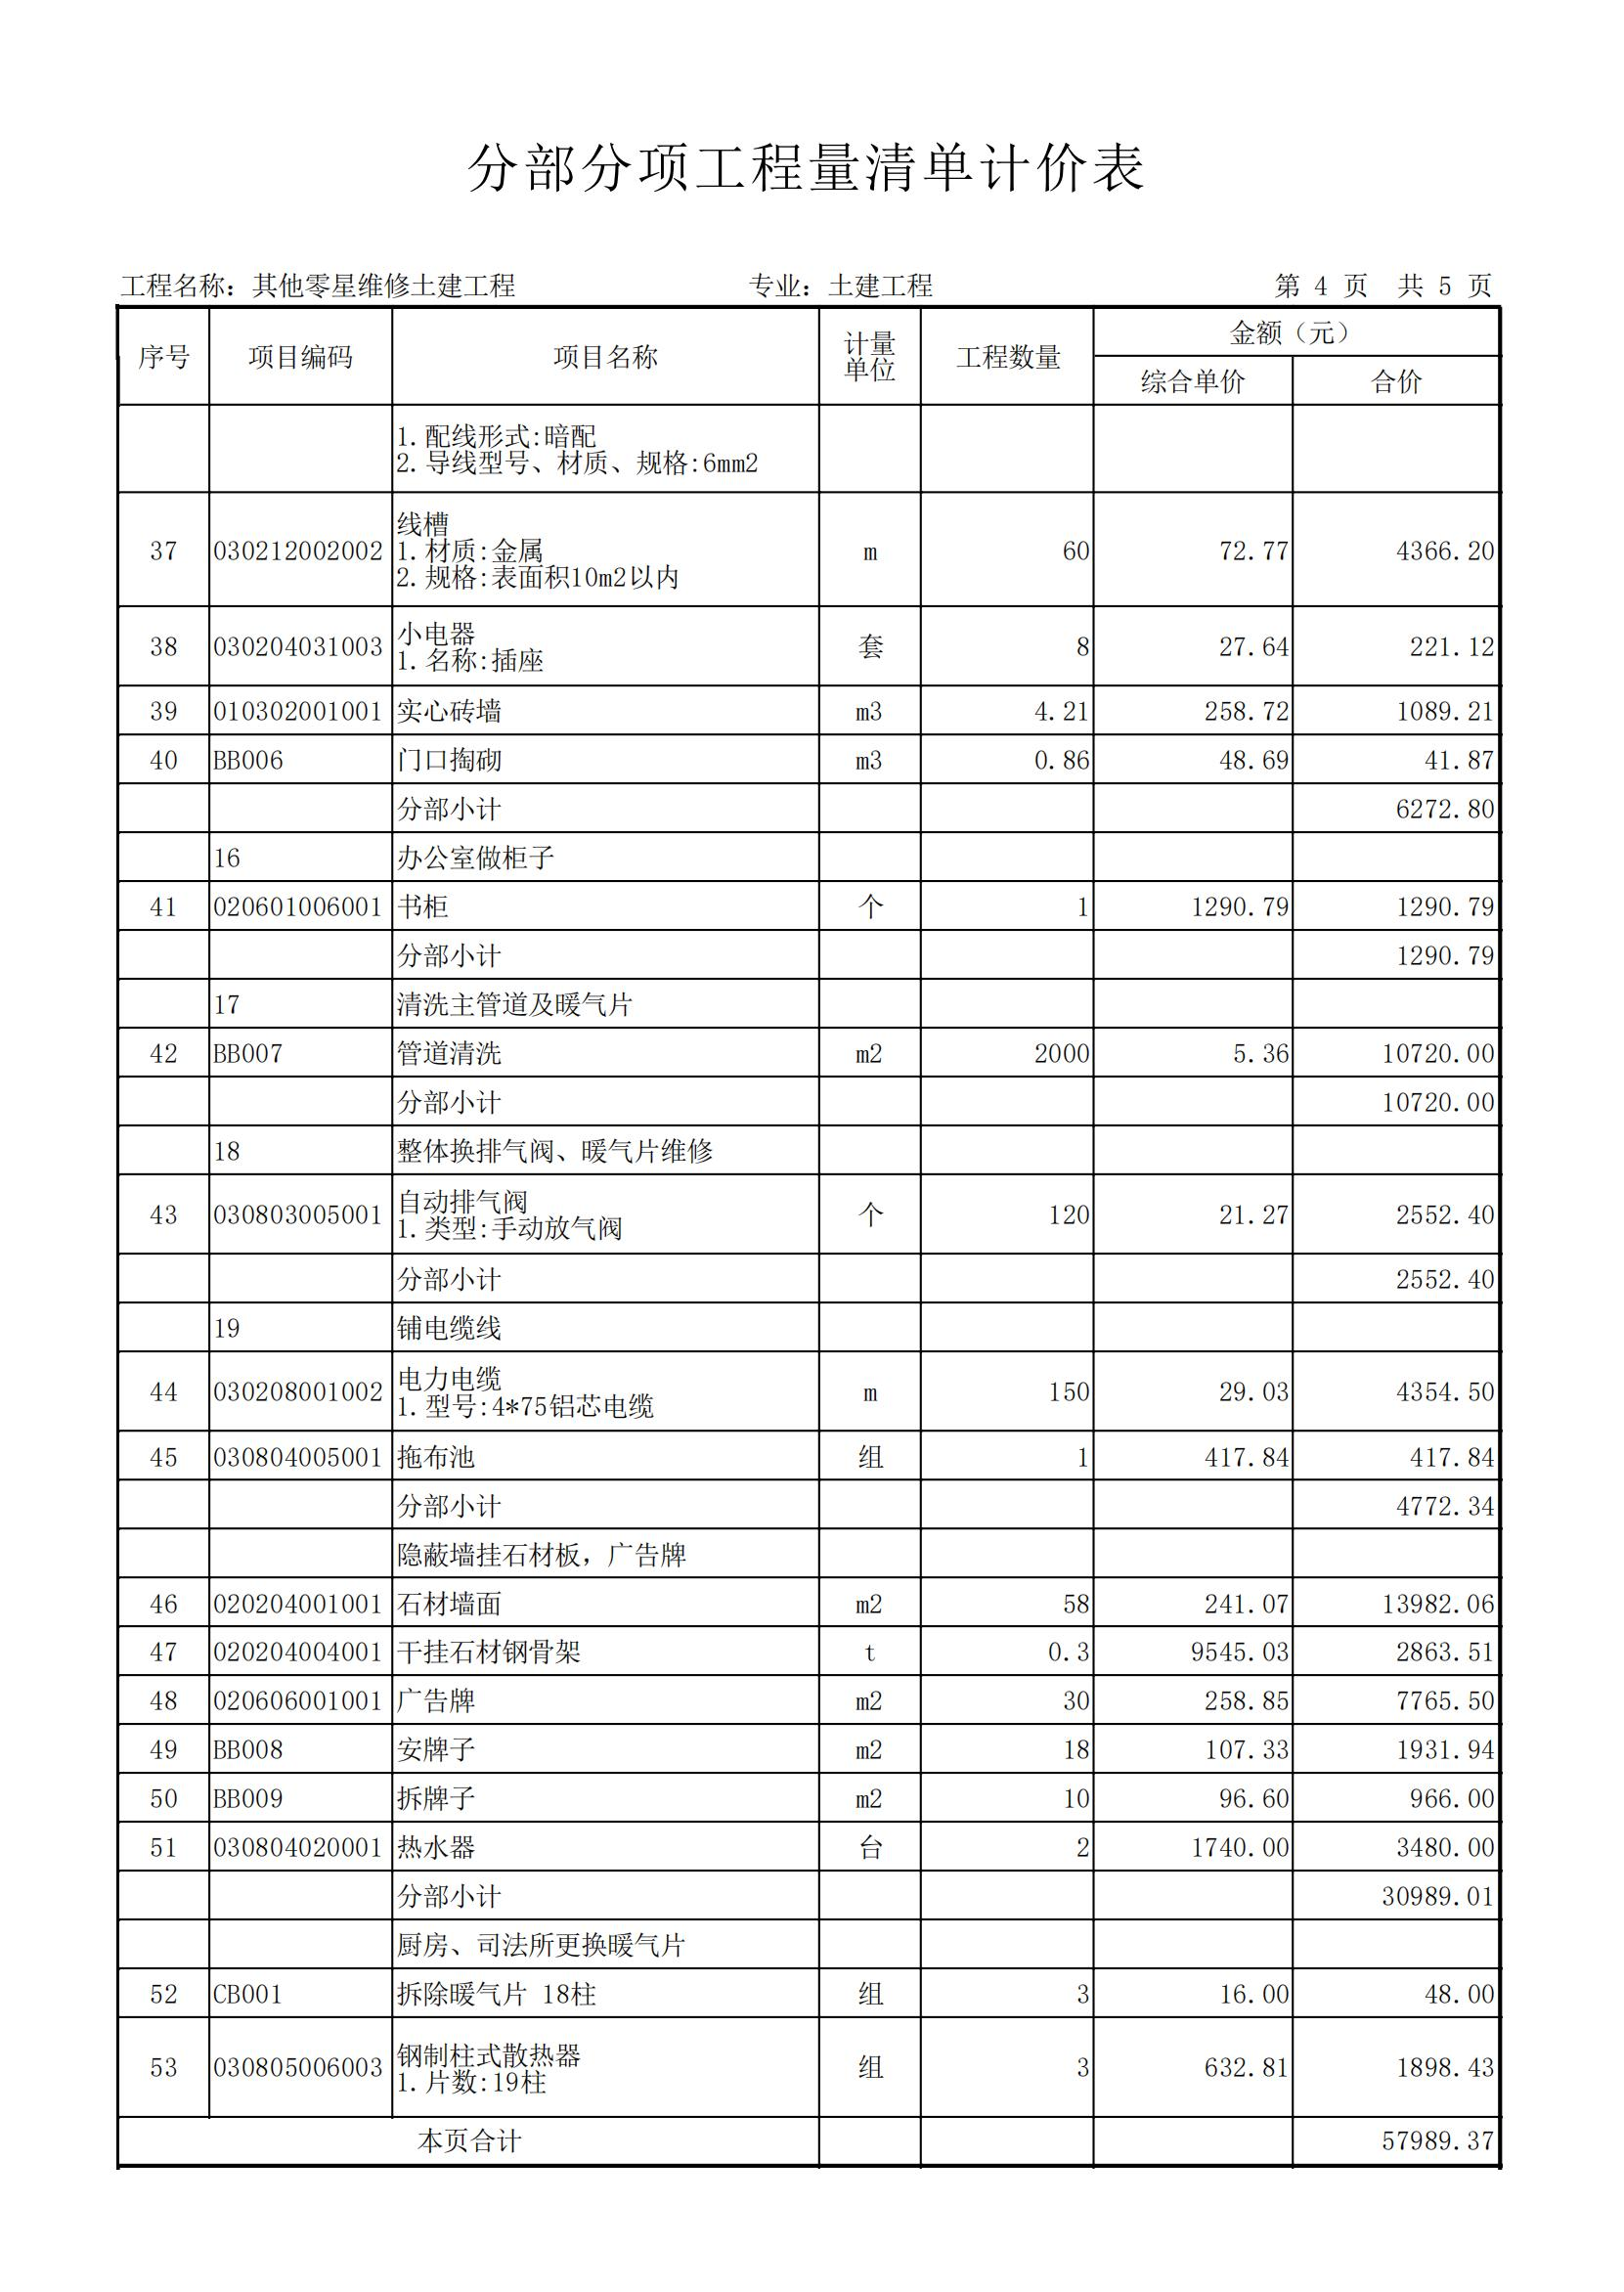 分部分项工程量清单计价表
工程名称：其他零星维修土建工程 专业：土建工程 第 4 页 共 5 页
序号 项目编码 项目名称 计量单位 工程数量 金额（元）
综合单价 合价
1.配线形式:暗配
2.导线型号、材质、规格:6mm2
线槽
37 030212002002 1.材质:金属 m 60 72.77 4366.20
2.规格:表面积10m2以内
小电器
38 030204031003 1.名称:插座 套 8 27.64 221.12
39 010302001001 实心砖墙 m3 4.21 258.72 1089.21
40 BB006 门口掏砌 m3 0.86 48.69 41.87
分部小计 6272.80
16 办公室做柜子
41 020601006001 书柜 个 1 1290.79 1290.79
分部小计 1290.79
17 清洗主管道及暖气片
42 BB007 管道清洗 m2 2000 5.36 10720.00
分部小计 10720.00
18 整体换排气阀、暖气片维修
自动排气阀
43 030803005001 1.类型:手动放气阀 个 120 21.27 2552.40
分部小计 2552.40
19 铺电缆线
电力电缆
44 030208001002 1.型号:4*75铝芯电缆 m 150 29.03 4354.50
45 030804005001 拖布池 组 1 417.84 417.84
分部小计 4772.34
隐蔽墙挂石材板，广告牌
46 020204001001 石材墙面 m2 58 241.07 13982.06
47 020204004001 干挂石材钢骨架 t 0.3 9545.03 2863.51
48 020606001001 广告牌 m2 30 258.85 7765.50
49 BB008 安牌子 m2 18 107.33 1931.94
50 BB009 拆牌子 m2 10 96.60 966.00
51 030804020001 热水器 台 2 1740.00 3480.00
分部小计 30989.01
厨房、司法所更换暖气片
52 CB001 拆除暖气片 18柱 组 3 16.00 48.00
钢制柱式散热器
53 030805006003 1.片数:19柱 组 3 632.81 1898.43
本页合计 57989.37